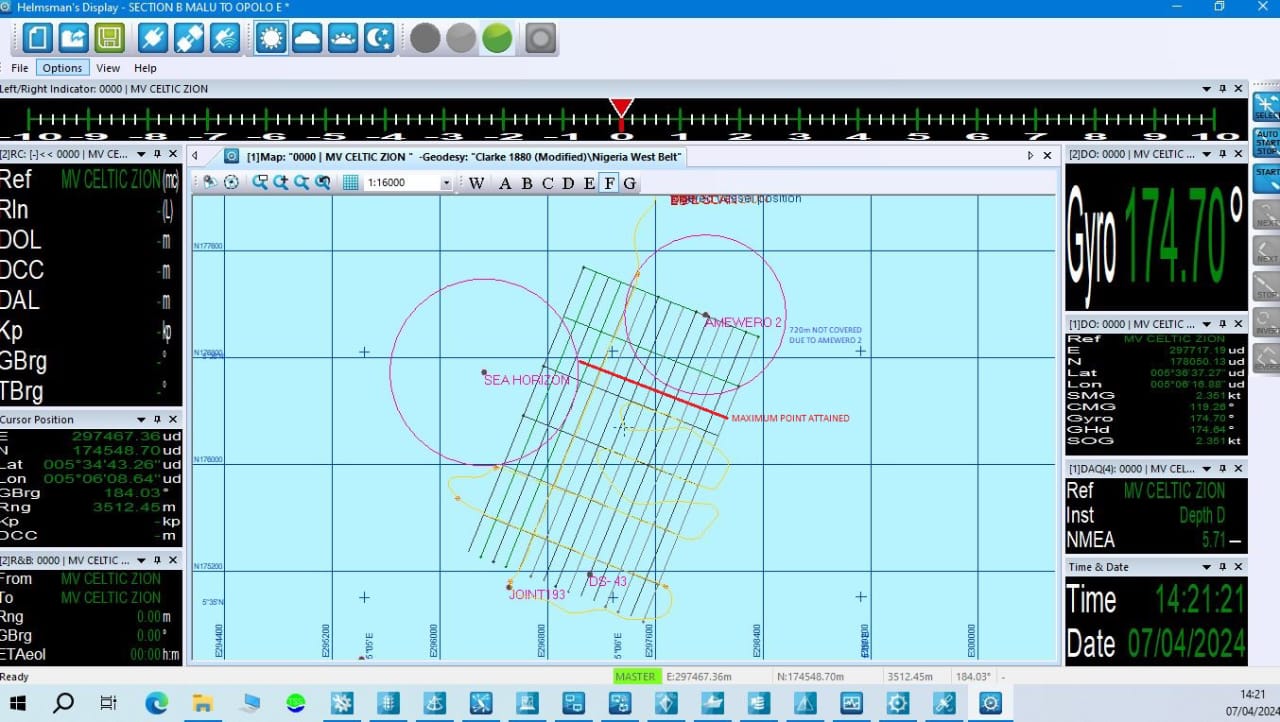 Helmsman's Display - SECTION B MALU TO OPOLO E *
File Options View Help
Left/Right Indicator: 0000 | MV CELTIC ZION
-10 -9 -8 -7 -6 -5 -4 -3 -2 -1 0 1 2 3 4 5 6 7 8 9 10
[2]RC: [-]<< 0000 | MV CE...
Ref MV CELTIC ZION (mc)
Rln - (L)
DOL - m
DCC - m
DAL - m
Kp - kp
GBrg - °
TBrg - °
Cursor Position
E 297467.36 ud
N 174548.70 ud
Lat 005°34'43.26" ud
Lon 005°06'08.64" ud
GBrg 184.03°
Rng 3512.45 m
Kp - kp
DCC - m
[2]R&B: 0000 | MV CELTIC ...
From MV CELTIC ZION
To MV CELTIC ZION
Rng 0.00 m
GBrg 0.00 °
ETAeol 00:00 h:m
[1]Map: "0000 | MV CELTIC ZION " -Geodesy: "Clarke 1880 (Modified)\Nigeria West Belt"
1:16000
W A B C D E F G
position
N177600
AMEWERO 2
720m NOT COVERED
DUE TO AMEWERO 2
SEA HORIZON
MAXIMUM POINT ATTAINED
N176000
N175200
DS-43
JOINT193
5°35'N
E294400 E295200 5°05'E E296000 E296800 5°06'E E297600 E298400 E300000
[2]DO: 0000 | MV CELTIC ...
Gyro 174.70°
[1]DO: 0000 | MV CELTIC ...
Ref MV CELTIC ZION
E 297717.19 ud
N 178050.13 ud
Lat 005°36'37.27" ud
Lon 005°06'16.88" ud
SMG 2.351 kt
CMG 119.26°
Gyro 174.70°
GHd 174.64°
SOG 2.351 kt
[1]DAQ(4): 0000 | MV CEL...
Ref MV CELTIC ZION
Inst Depth D
NMEA 5.71 —
Time & Date
Time 14:21:21
Date 07/04/2024
SELECT
AUTO START STOP
START
NEXT
NEXT
STOP
Ready
MASTER E:297467.36m N:174548.70m 3512.45m 184.03° -
14:21
07/04/2024